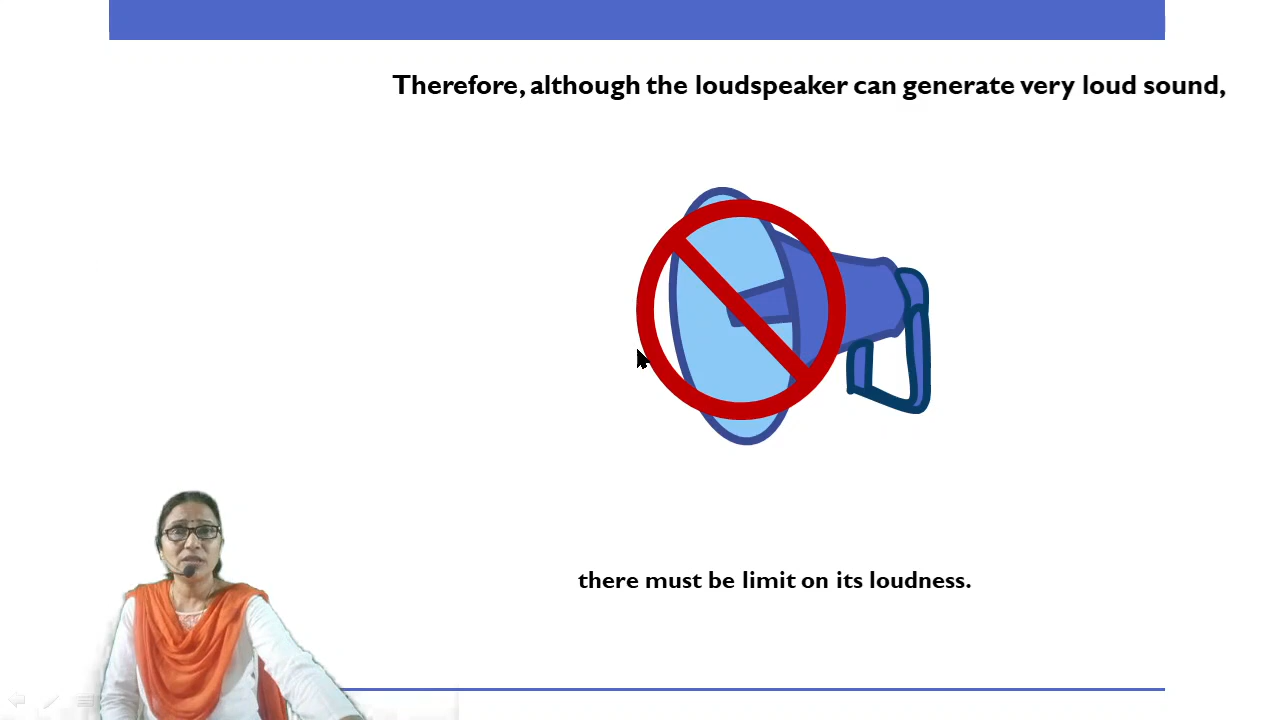 Therefore, although the loudspeaker can generate very loud sound,
there must be limit on its loudness.